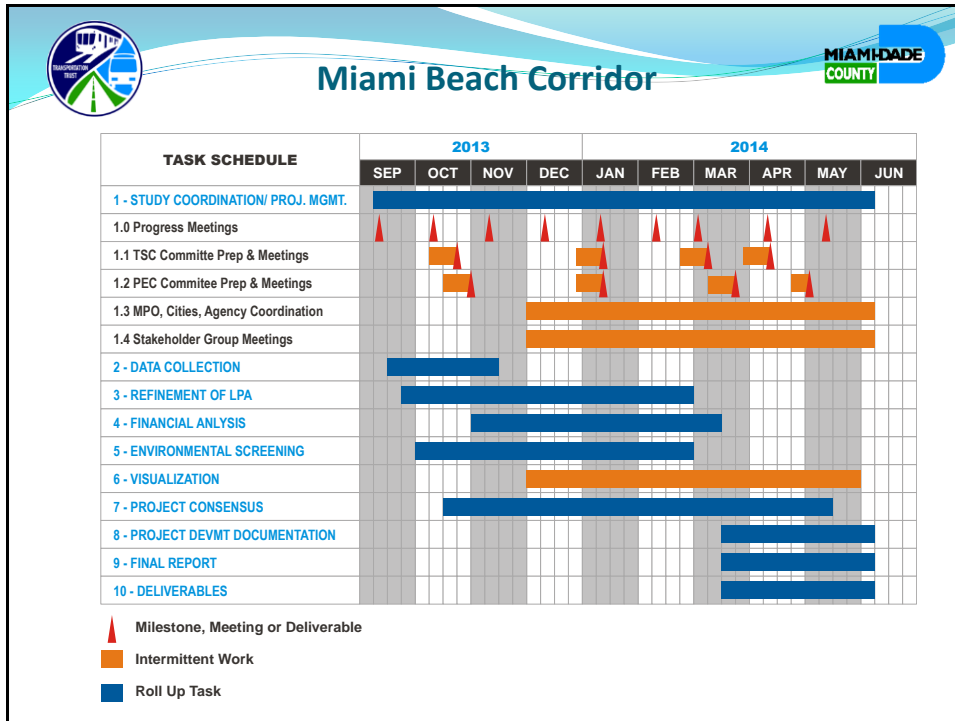 TRANSPORTATION
TRUST
MIAMI-DADE
COUNTY
Miami Beach Corridor
TASK SCHEDULE
2013 2014
SEP OCT NOV DEC JAN FEB MAR APR MAY JUN
1 - STUDY COORDINATION/ PROJ. MGMT.
1.0 Progress Meetings
1.1 TSC Committe Prep & Meetings
1.2 PEC Commitee Prep & Meetings
1.3 MPO, Cities, Agency Coordination
1.4 Stakeholder Group Meetings
2 - DATA COLLECTION
3 - REFINEMENT OF LPA
4 - FINANCIAL ANLYSIS
5 - ENVIRONMENTAL SCREENING
6 - VISUALIZATION
7 - PROJECT CONSENSUS
8 - PROJECT DEVMT DOCUMENTATION
9 - FINAL REPORT
10 - DELIVERABLES
Milestone, Meeting or Deliverable
Intermittent Work
Roll Up Task